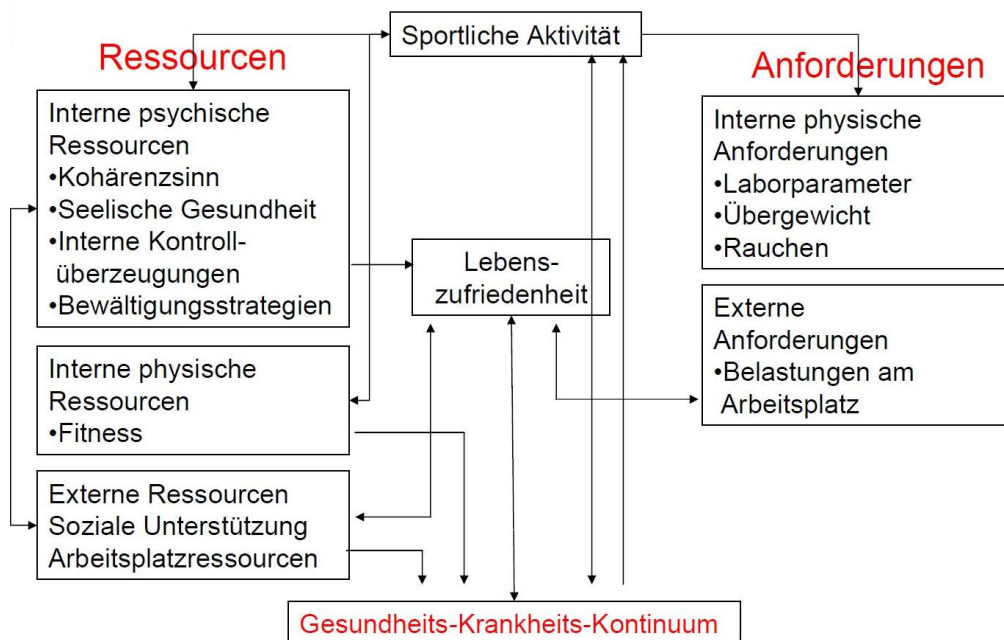 Sportliche Aktivität
Ressourcen
Interne psychische
Ressourcen
•Kohärenzsinn
•Seelische Gesundheit
•Interne Kontroll-
überzeugungen
•Bewältigungsstrategien
Interne physische
Ressourcen
•Fitness
Externe Ressourcen
Soziale Unterstützung
Arbeitsplatzressourcen
Lebens-
zufriedenheit
Anforderungen
Interne physische
Anforderungen
•Laborparameter
•Übergewicht
•Rauchen
Externe
Anforderungen
•Belastungen am
Arbeitsplatz
Gesundheits-Krankheits-Kontinuum